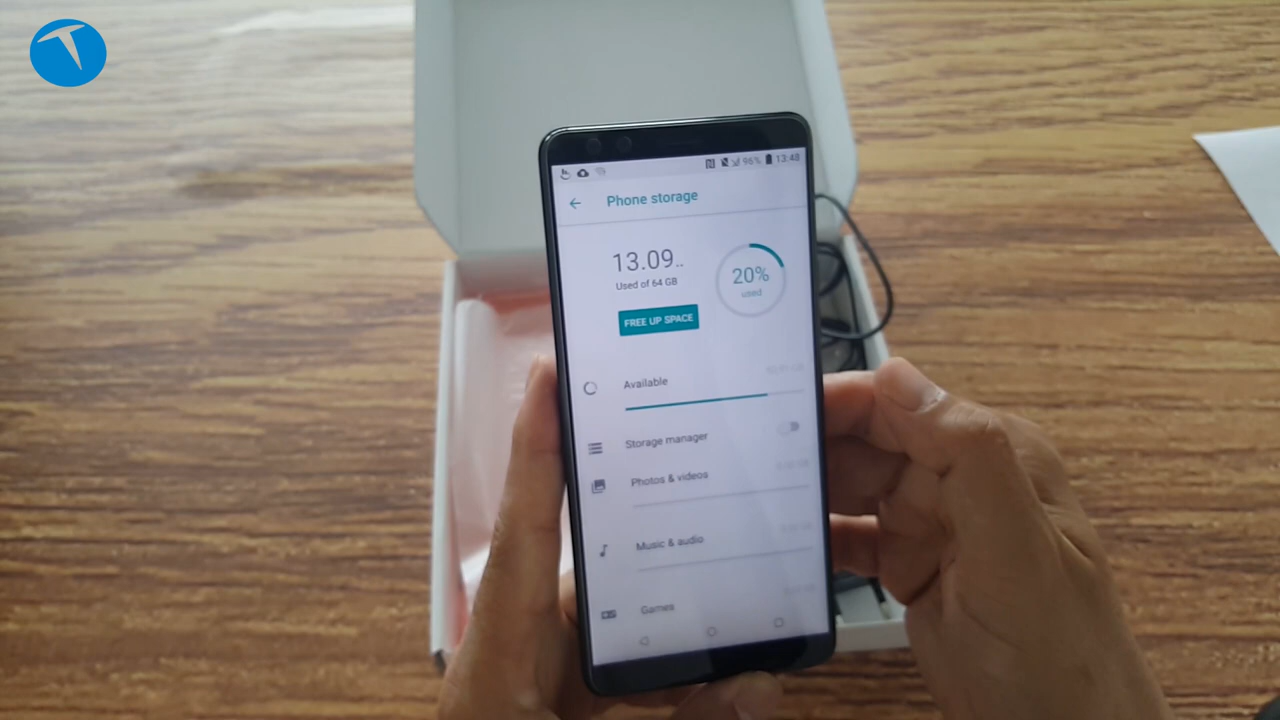 96% 13:48
Phone storage
13.09..
Used of 64 GB
20%
used
FREE UP SPACE
Available
Storage manager
Photos & videos
Music & audio
Games